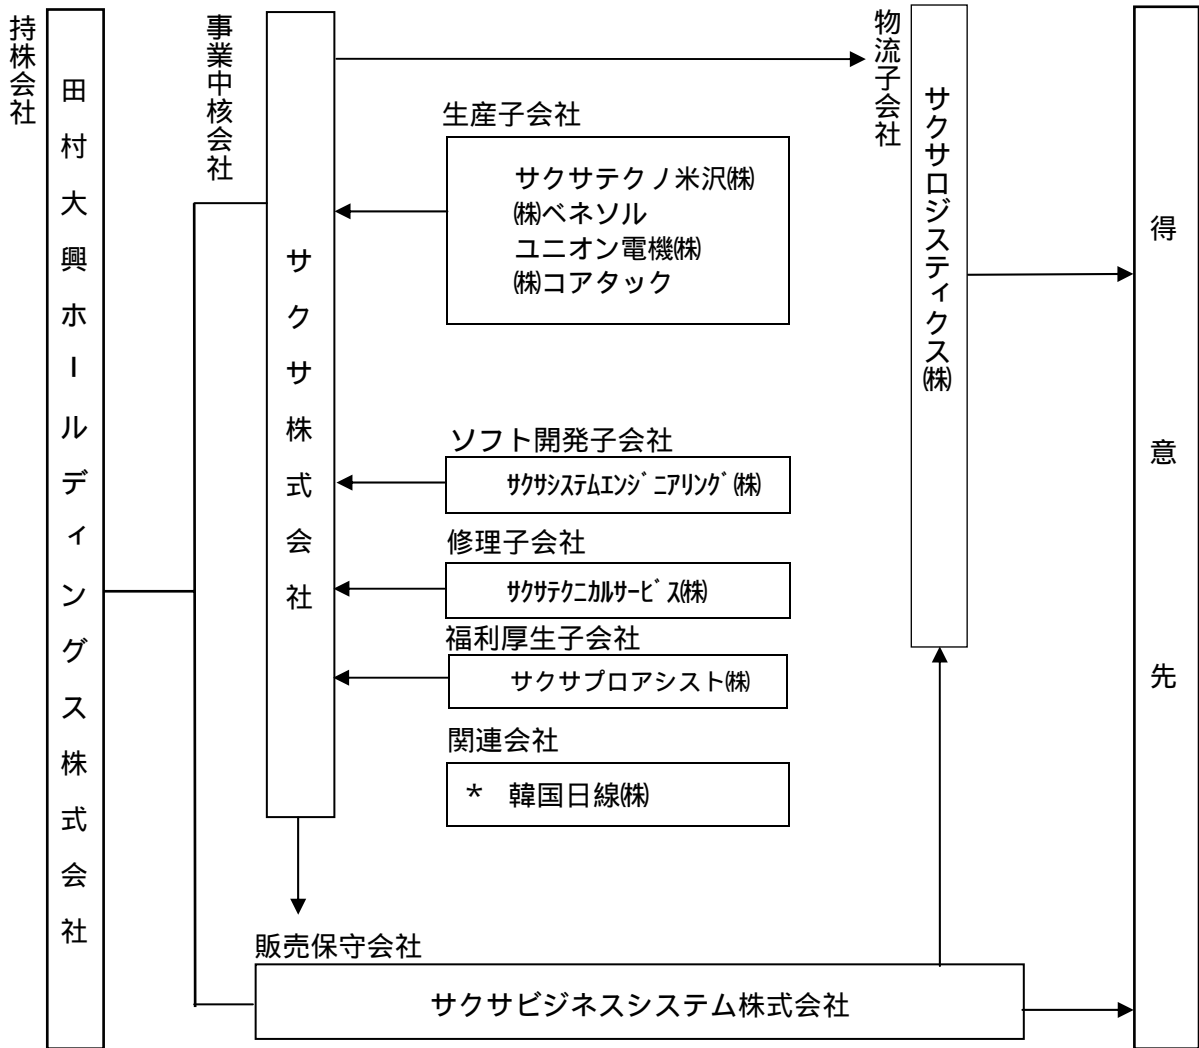 持株会社
田村大興ホールディングス株式会社
事業中核会社
サクサ株式会社
生産子会社
サクサテクノ米沢㈱
㈱ベネソル
ユニオン電機㈱
㈱コアタック
ソフト開発子会社
ｻｸｻｼｽﾃﾑｴﾝｼﾞﾆｱﾘﾝｸﾞ㈱
修理子会社
ｻｸｻﾃｸﾆｶﾙｻｰﾋﾞｽ㈱
福利厚生子会社
サクサプロアシスト㈱
関連会社
* 韓国日線㈱
物流子会社
サクサロジスティクス㈱
得意先
販売保守会社
サクサビジネスシステム株式会社